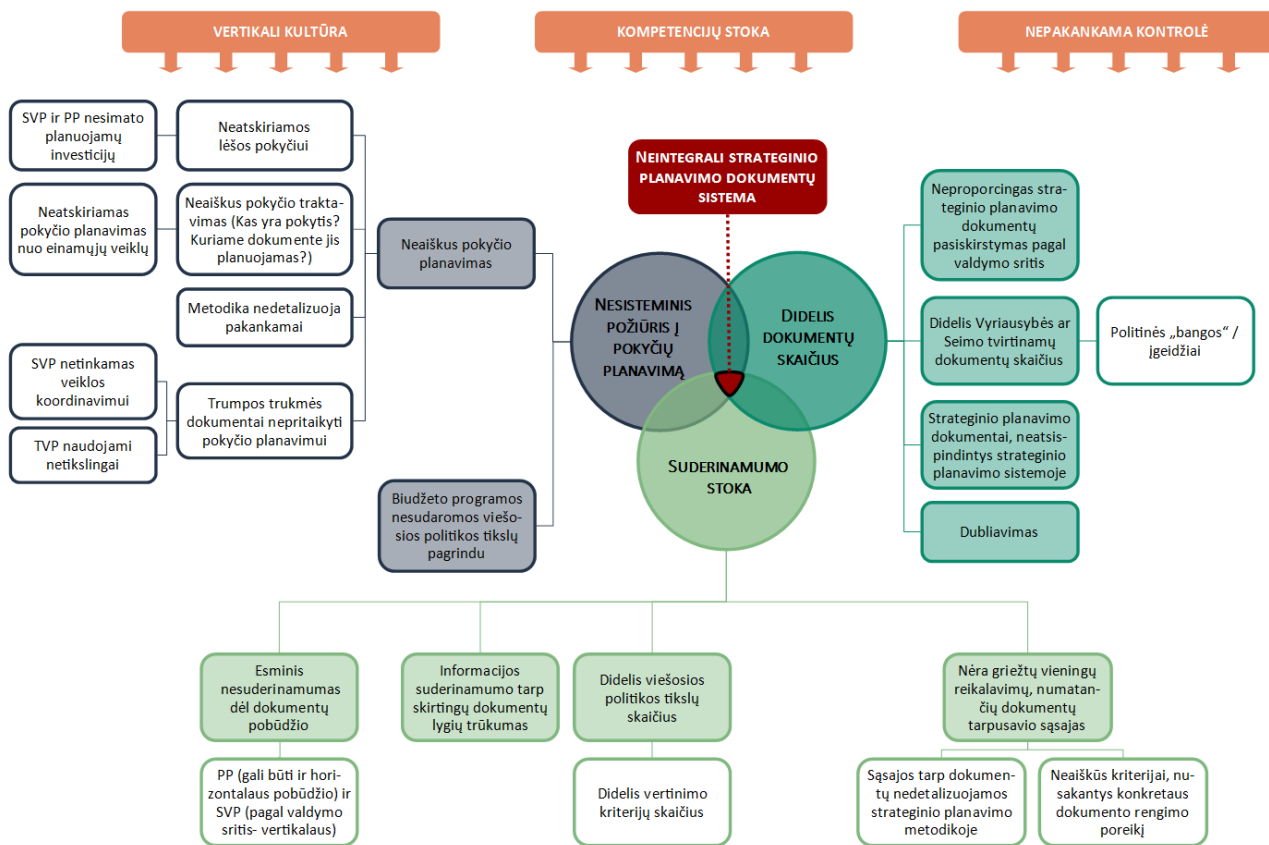 VERTIKALI KULTŪRA
KOMPETENCIJŲ STOKA
NEPAKANKAMA KONTROLĖ
SVP ir PP nesimato
planuojamų
investicijų
Neatskiriamos
lėšos pokyčiui
Neatskiriamas
pokyčio planavimas
nuo einamųjų veiklų
Neaiškus pokyčio trakta-
vimas (Kas yra pokytis?
Kuriame dokumente jis
planuojamas?)
Metodika nedetalizuoja
pakankamai
SVP netinkamas
veiklos
koordinavimui
TVP naudojami
netikslingai
Trumpos trukmės
dokumentai nepritaikyti
pokyčio planavimui
Neaiškus pokyčio
planavimas
Biudžeto programos
nesudaromos viešo-
sios politikos tikslų
pagrindu
NEINTEGRALI STRATEGINIO
PLANAVIMO DOKUMENTŲ
SISTEMA
NESISTEMINIS
POŽIŪRIS Į
POKYČIŲ
PLANAVIMĄ
DIDELIS
DOKUMENTŲ
SKAIČIUS
SUDERINAMUMO
STOKA
Neproporcingas stra-
teginio planavimo
dokumentų
pasiskirstymas pagal
valdymo sritis
Didelis Vyriausybės ar
Seimo tvirtinamų
dokumentų skaičius
Politinės „bangos“ /
įgeidžiai
Strateginio planavimo
dokumentai, neatsis-
pindintys strateginio
planavimo sistemoje
Dubliavimas
Esminis
nesuderinamumas
dėl dokumentų
pobūdžio
PP (gali būti ir hori-
zontalaus pobūdžio) ir
SVP (pagal valdymo
sritis- vertikalaus)
Informacijos
suderinamumo tarp
skirtingų dokumentų
lygių trūkumas
Didelis viešosios
politikos tikslų
skaičius
Didelis vertinimo
kriterijų skaičius
Nėra griežtų vieningų
reikalavimų, numatan-
čių dokumentų
tarpusavio sąsajas
Sąsajos tarp dokumen-
tų nedetalizuojamos
strateginio planavimo
metodikoje
Neaiškūs kriterijai, nu-
sakantys konkretaus
dokumento rengimo
poreikį